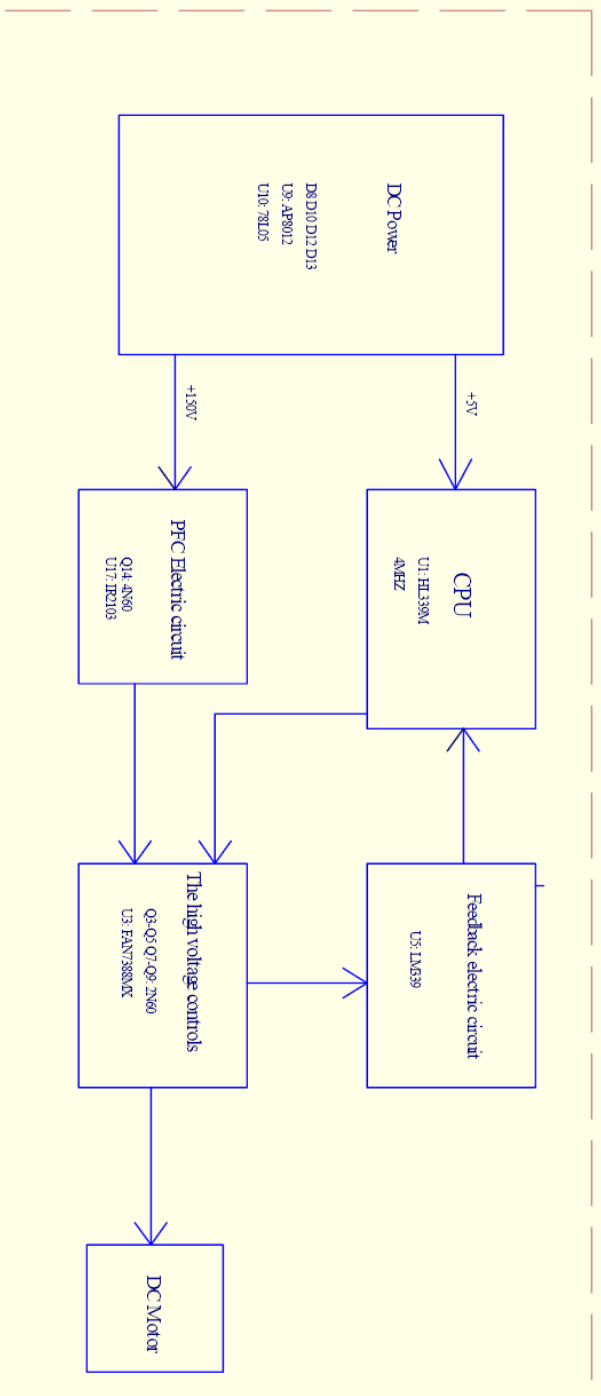 DC Power
D8 D10 D12 D13
U9: AP8012
U10: 78L05
+5V
+150V
CPU
U1: HL339M
4MHZ
PFC Electric circuit
Q14: 4N60
U17: IR2103
Feedback electric circuit
U5: LM339
The high voltage controls
Q3-Q5 Q7-Q9: 2N60
U3: FAN7388MX
DC Motor